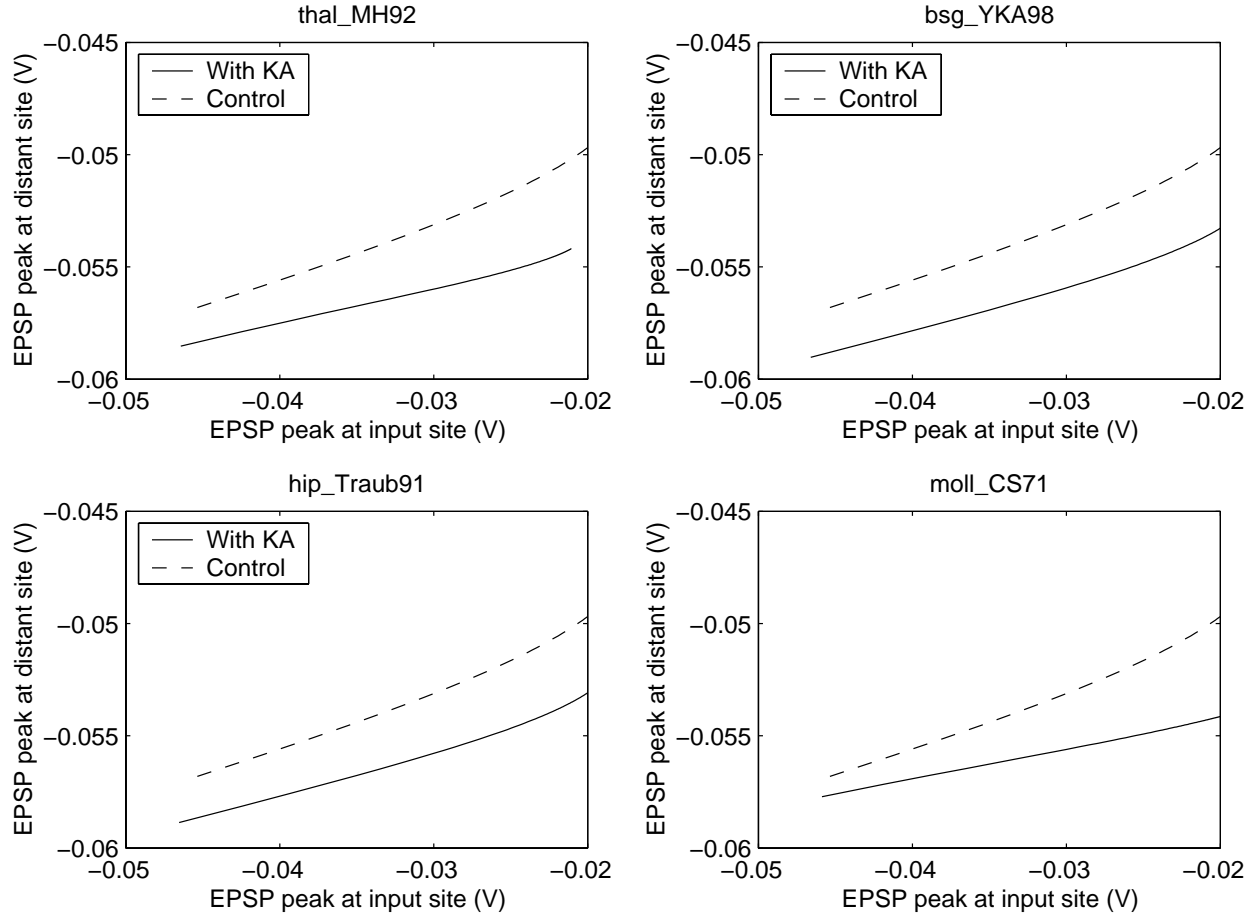 thal_MH92
With KA
Control
−0.045
−0.05
−0.055
−0.06
−0.05
−0.04
−0.03
−0.02
EPSP peak at input site (V)
EPSP peak at distant site (V)
bsg_YKA98
With KA
Control
−0.045
−0.05
−0.055
−0.06
−0.05
−0.04
−0.03
−0.02
EPSP peak at input site (V)
EPSP peak at distant site (V)
hip_Traub91
With KA
Control
−0.045
−0.05
−0.055
−0.06
−0.05
−0.04
−0.03
−0.02
EPSP peak at input site (V)
EPSP peak at distant site (V)
moll_CS71
−0.045
−0.05
−0.055
−0.06
−0.05
−0.04
−0.03
−0.02
EPSP peak at input site (V)
EPSP peak at distant site (V)